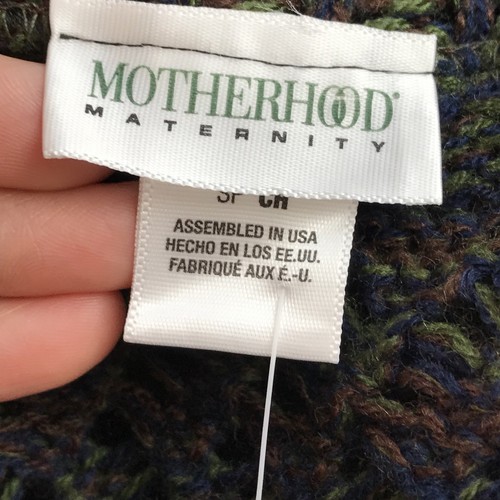 MOTHERHOOD®
MATERNITY
SP CH
ASSEMBLED IN USA
HECHO EN LOS EE.UU.
FABRIQUÉ AUX É.-U.